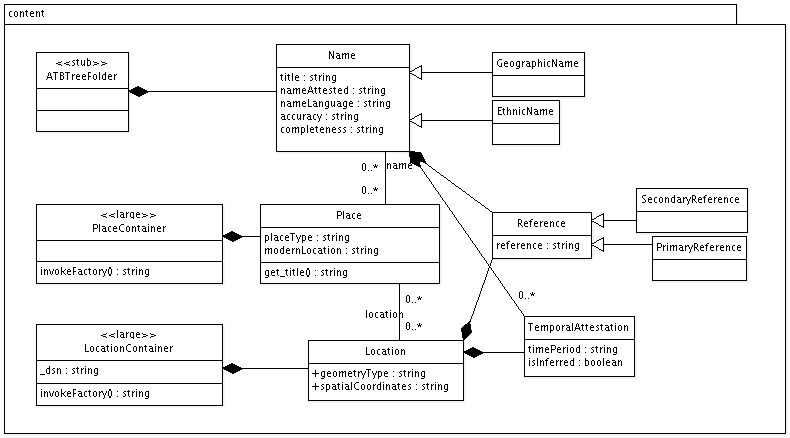 content
<<stub>>
ATBTreeFolder
Name
title : string
nameAttested : string
nameLanguage : string
accuracy : string
completeness : string
GeographicName
EthnicName
0..*
name
0..*
<<large>>
PlaceContainer
invokeFactory() : string
Place
placeType : string
modernLocation : string
get_title() : string
Reference
reference : string
SecondaryReference
PrimaryReference
0..*
location
0..*
0..*
<<large>>
LocationContainer
_dsn : string
invokeFactory() : string
Location
+geometryType : string
+spatialCoordinates : string
TemporalAttestation
timePeriod : string
isInferred : boolean